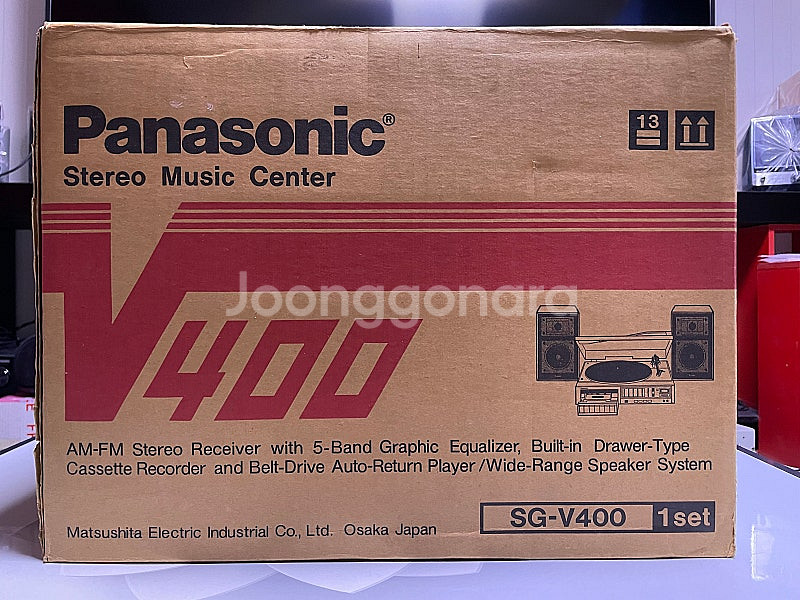 Panasonic®
13
Stereo Music Center
V400
Joonggonara
AM-FM Stereo Receiver with 5-Band Graphic Equalizer, Built-in Drawer-Type
Cassette Recorder and Belt-Drive Auto-Return Player/Wide-Range Speaker System
SG-V400 1set
Matsushita Electric Industrial Co., Ltd. Osaka Japan